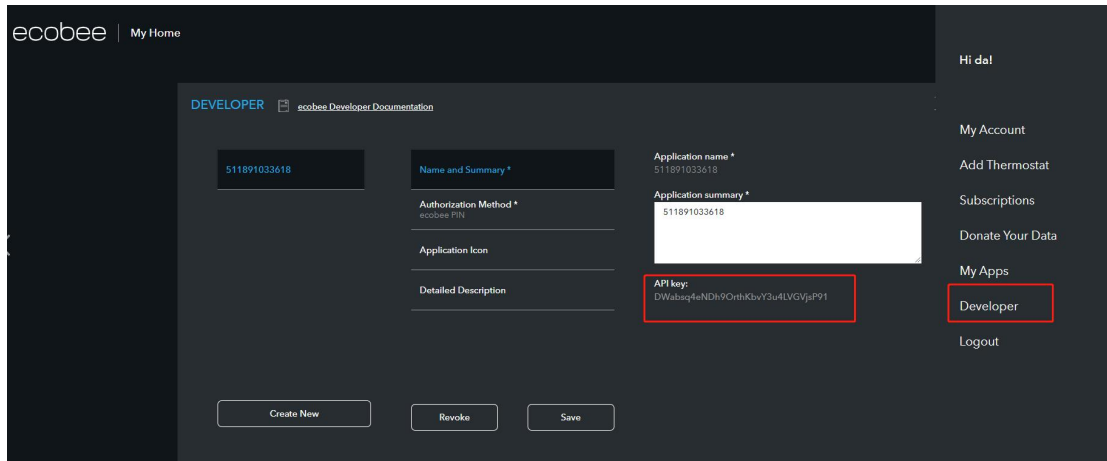 ecobee My Home
Hi da!
DEVELOPER ecobee Developer Documentation
511891033618
Name and Summary *
Authorization Method *
ecobee PIN
Application Icon
Detailed Description
Application name *
511891033618
Application summary *
511891033618
API key:
DWabsq4eNDh9OrthKbvY3u4LVGVjsP91
Create New
Revoke
Save
My Account
Add Thermostat
Subscriptions
Donate Your Data
My Apps
Developer
Logout